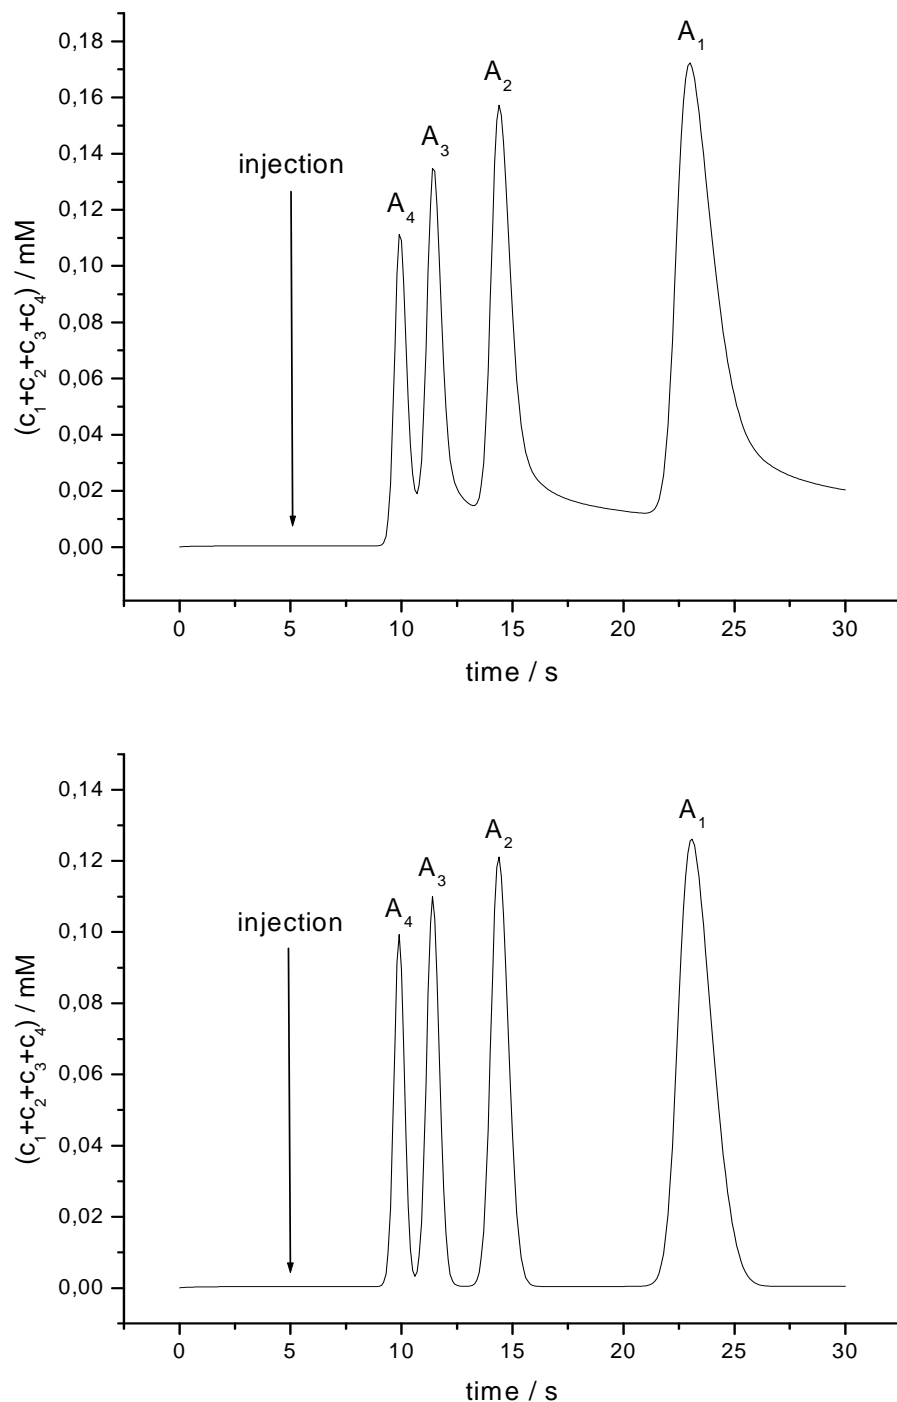 0,18
A₁
0,16
A₂
0,14
A₃
injection
0,12
A₄
0,10
0,08
0,06
0,04
0,02
0,00
(c₁+c₂+c₃+c₄) / mM
0 5 10 15 20 25 30
time / s
0,14
A₁
0,12
A₂
A₃
injection
A₄
0,10
0,08
0,06
0,04
0,02
0,00
(c₁+c₂+c₃+c₄) / mM
0 5 10 15 20 25 30
time / s